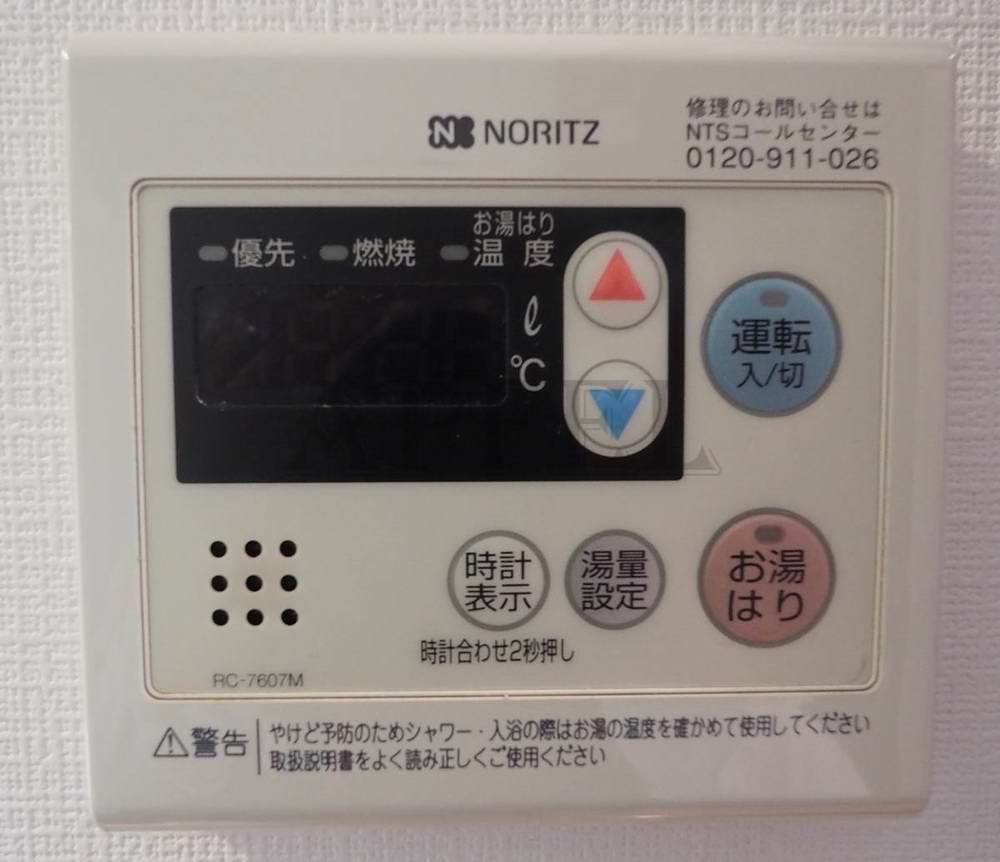 NORITZ
修理のお問い合せは
NTSコールセンター
0120-911-026
お湯はり
優先 燃焼 温度
ℓ
℃
運転
入/切
時計
表示
湯量
設定
お湯
はり
時計合わせ2秒押し
RC-7607M
⚠警告
やけど予防のためシャワー・入浴の際はお湯の温度を確かめて使用してください
取扱説明書をよく読み正しくご使用ください